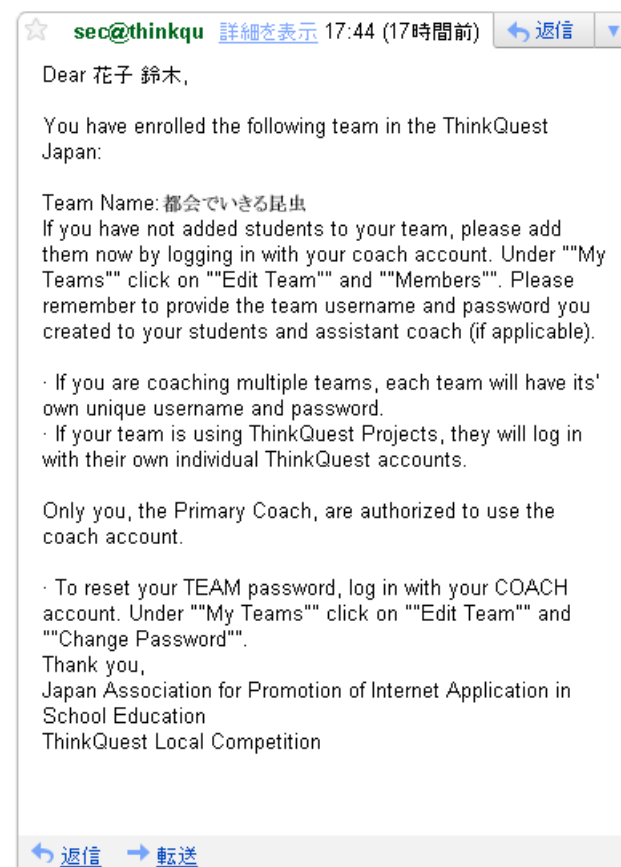 sec@thinkqu 詳細を表示 17:44 (17時間前) 返信
Dear 花子 鈴木,
You have enrolled the following team in the ThinkQuest
Japan:
Team Name:都会でいきる昆虫
If you have not added students to your team, please add
them now by logging in with your coach account. Under ""My
Teams"" click on ""Edit Team"" and ""Members"". Please
remember to provide the team username and password you
created to your students and assistant coach (if applicable).
· If you are coaching multiple teams, each team will have its'
own unique username and password.
· If your team is using ThinkQuest Projects, they will log in
with their own individual ThinkQuest accounts.
Only you, the Primary Coach, are authorized to use the
coach account.
· To reset your TEAM password, log in with your COACH
account. Under ""My Teams"" click on ""Edit Team"" and
""Change Password"".
Thank you,
Japan Association for Promotion of Internet Application in
School Education
ThinkQuest Local Competition
返信 転送